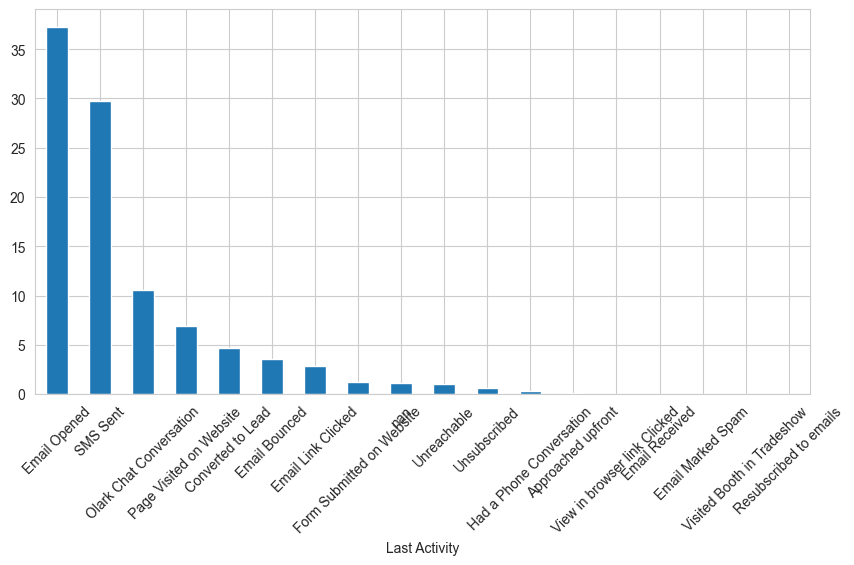 35
30
25
20
15
10
5
0
Email Opened
SMS Sent
Olark Chat Conversation
Page Visited on Website
Converted to Lead
Email Bounced
Email Link Clicked
Form Submitted on Website
nan
Unreachable
Unsubscribed
Had a Phone Conversation
Approached upfront
View in browser link Clicked
Email Received
Email Marked Spam
Visited Booth in Tradeshow
Resubscribed to emails
Last Activity